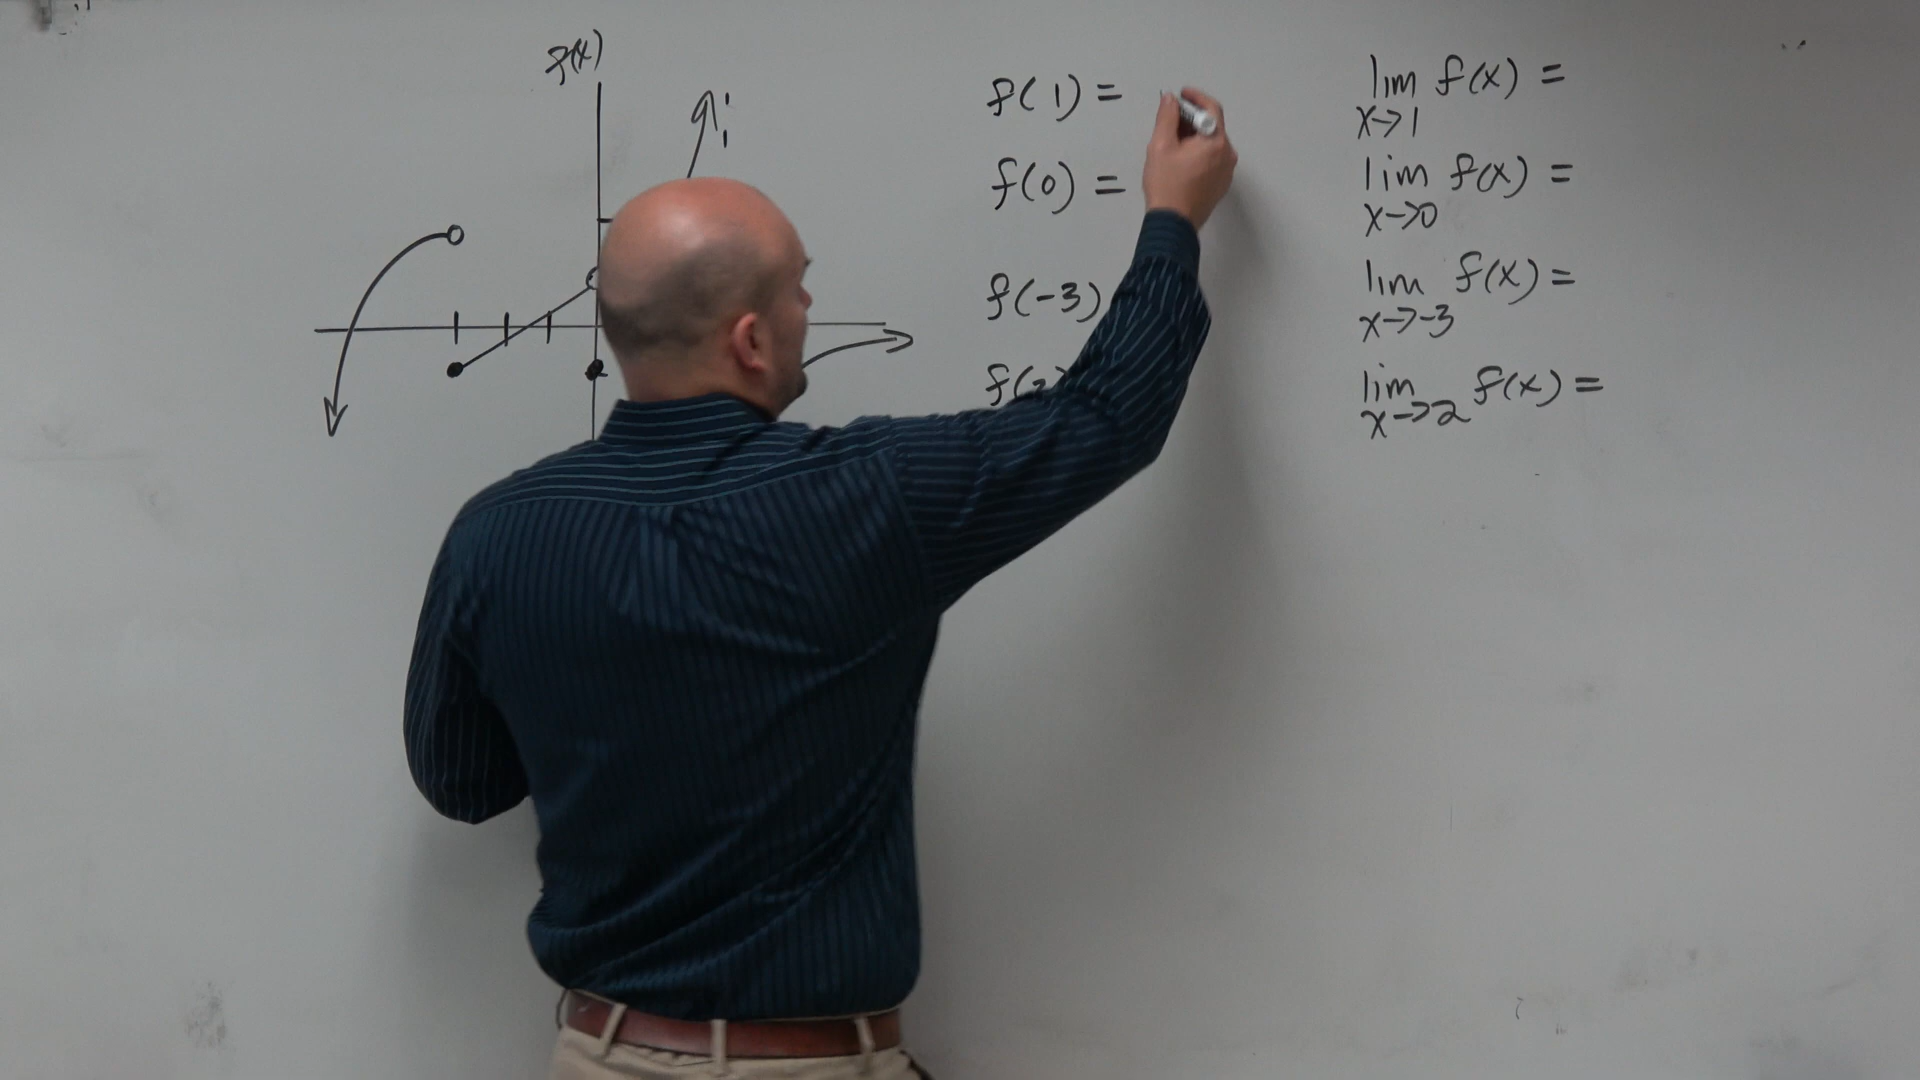 f(x)
f(1) =
f(0) =
f(-3)
f(2)
lim f(x) =
x→1
lim f(x) =
x→0
lim f(x) =
x→-3
lim f(x) =
x→2